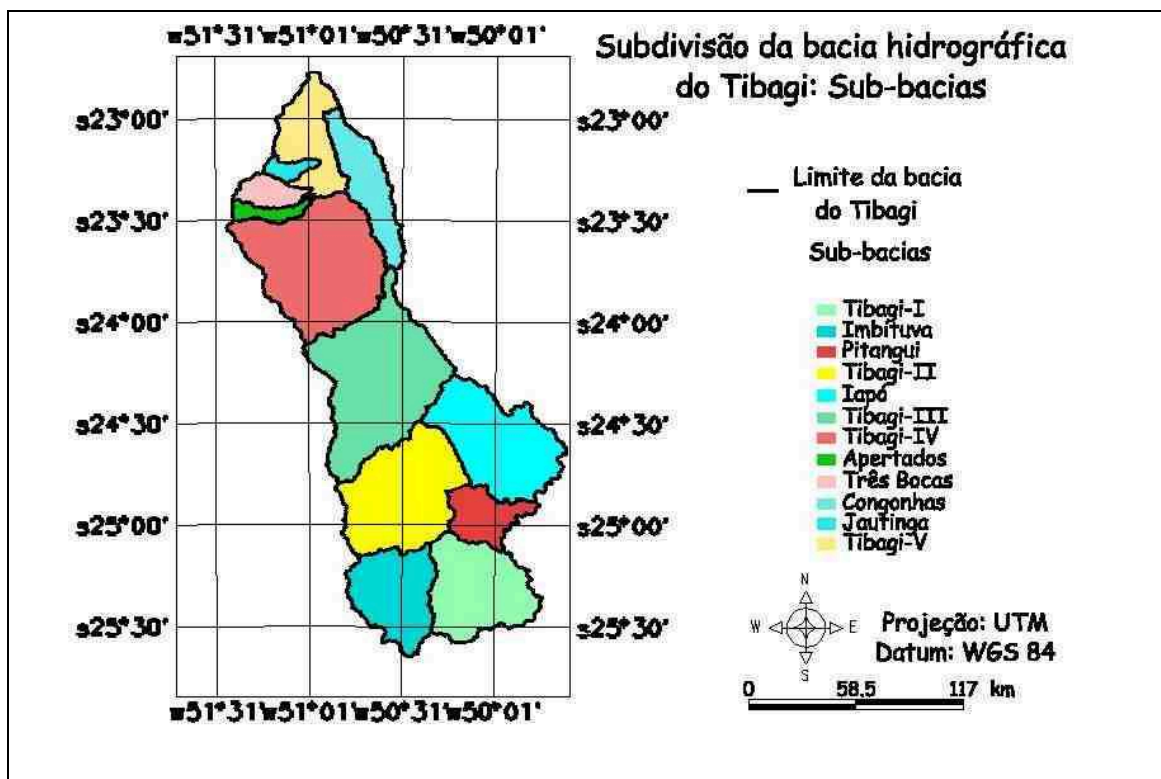 w51°31'w51°01'w50°31'w50°01'
Subdivisão da bacia hidrográfica
do Tibagi: Sub-bacias
s23°00' s23°00'
Limite da bacia
do Tibagi
s23°30' s23°30'
Sub-bacias
s24°00' s24°00'
Tibagi-I
Imbituva
Pitangui
Tibagi-II
Iapó
Tibagi-III
s24°30' s24°30'
Tibagi-IV
Apertados
Três Bocas
Congonhas
s25°00' s25°00'
Jautinga
Tibagi-V
N
W E
S
s25°30' s25°30'
Projeção: UTM
Datum: WGS 84
0 58.5 117 km
w51°31'w51°01'w50°31'w50°01'